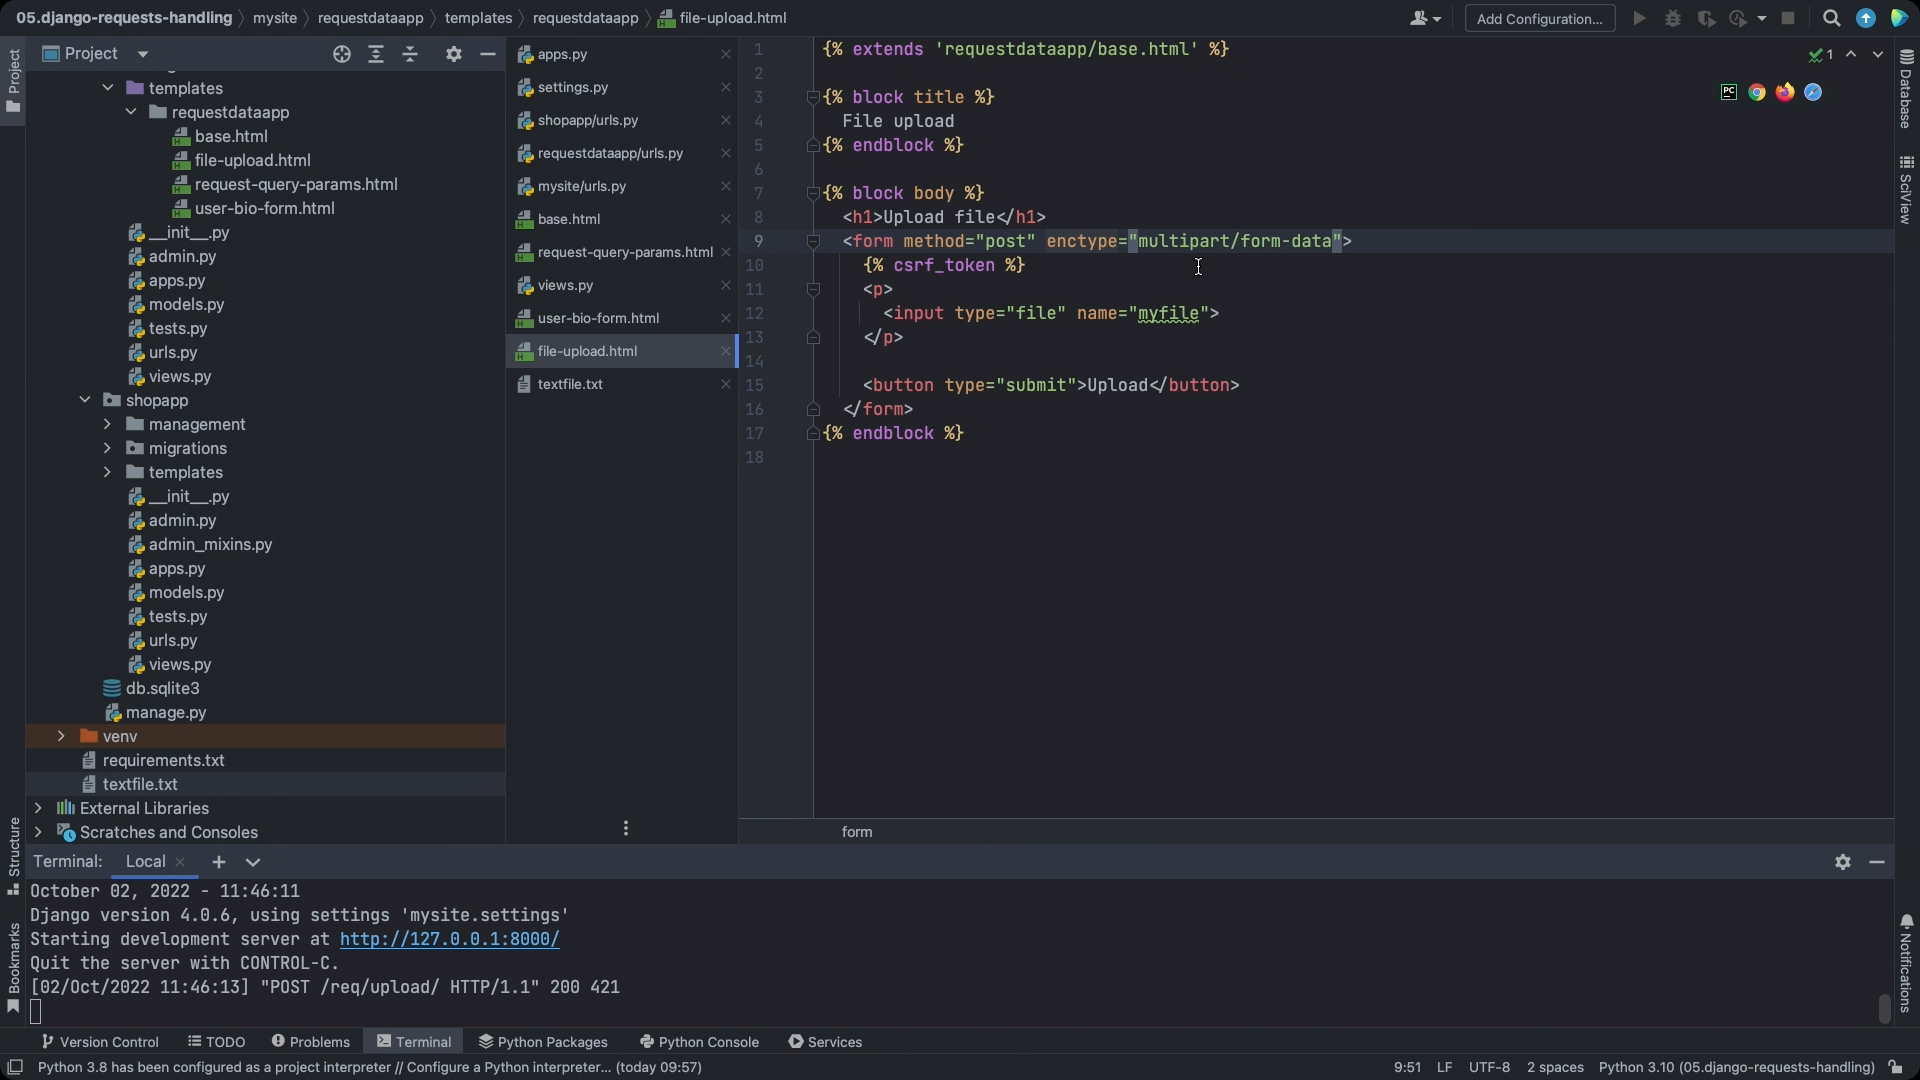 05.django-requests-handling mysite requestdataapp templates requestdataapp file-upload.html
Add Configuration...
Project
Project
templates
requestdataapp
base.html
file-upload.html
request-query-params.html
user-bio-form.html
__init__.py
admin.py
apps.py
models.py
tests.py
urls.py
views.py
shopapp
management
migrations
templates
__init__.py
admin.py
admin_mixins.py
apps.py
models.py
tests.py
urls.py
views.py
db.sqlite3
manage.py
venv
requirements.txt
textfile.txt
External Libraries
Scratches and Consoles
apps.py
settings.py
shopapp/urls.py
requestdataapp/urls.py
mysite/urls.py
base.html
request-query-params.html
views.py
user-bio-form.html
file-upload.html
textfile.txt
1 {% extends 'requestdataapp/base.html' %}
2
3 {% block title %}
4 File upload
5 {% endblock %}
6
7 {% block body %}
8 <h1>Upload file</h1>
9 <form method="post" enctype="multipart/form-data">
10 {% csrf_token %}
11 <p>
12 <input type="file" name="myfile">
13 </p>
14
15 <button type="submit">Upload</button>
16 </form>
17 {% endblock %}
18
1
PC
Database
SciView
Notifications
form
Structure
Bookmarks
Terminal: Local
October 02, 2022 - 11:46:11
Django version 4.0.6, using settings 'mysite.settings'
Starting development server at http://127.0.0.1:8000/
Quit the server with CONTROL-C.
[02/Oct/2022 11:46:13] "POST /req/upload/ HTTP/1.1" 200 421
Version Control TODO Problems Terminal Python Packages Python Console Services
Python 3.8 has been configured as a project interpreter // Configure a Python interpreter... (today 09:57)
9:51 LF UTF-8 2 spaces Python 3.10 (05.django-requests-handling)